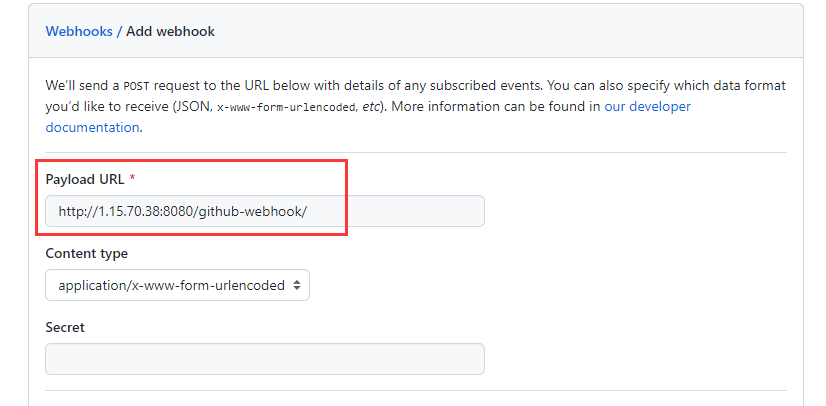 Webhooks / Add webhook
We'll send a POST request to the URL below with details of any subscribed events. You can also specify which data format
you'd like to receive (JSON, x-www-form-urlencoded, etc). More information can be found in our developer
documentation.
Payload URL *
http://1.15.70.38:8080/github-webhook/
Content type
application/x-www-form-urlencoded
Secret